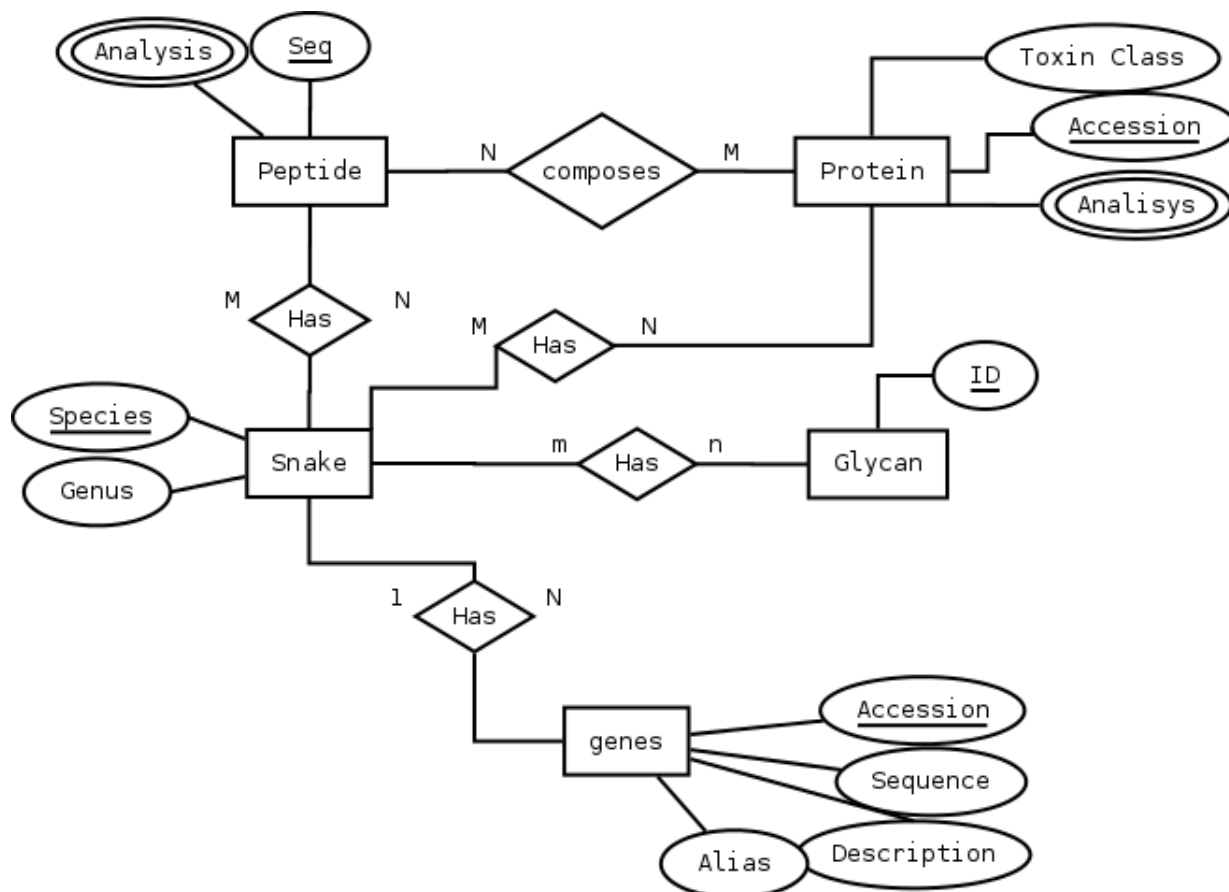 Analysis
Seq
Toxin Class
Accession
Peptide
N
composes
M
Protein
Analisys
M
Has
N
M
Has
N
ID
Species
Snake
m
Has
n
Glycan
Genus
1
Has
N
Accession
genes
Sequence
Alias
Description